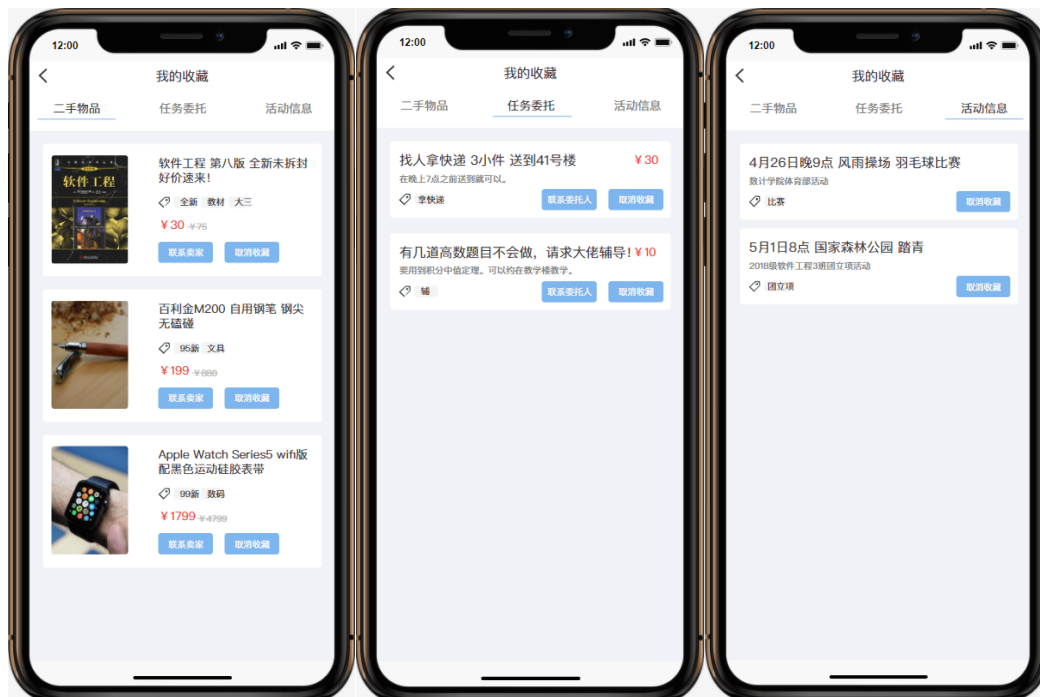 12:00
我的收藏
二手物品
任务委托
活动信息
软件工程
软件工程 第八版 全新未拆封
好价速来！
全新 教材 大三
￥30 ￥75
联系卖家
取消收藏
百利金M200 自用钢笔 钢尖
无磕碰
95新 文具
￥199 ￥880
联系卖家
取消收藏
Apple Watch Series5 wifi版
配黑色运动硅胶表带
99新 数码
￥1799 ￥4799
联系卖家
取消收藏
12:00
我的收藏
二手物品
任务委托
活动信息
找人拿快递 3小件 送到41号楼
￥30
在晚上7点之前送到就可以。
拿快递
联系委托人
取消收藏
有几道高数题目不会做，请求大佬辅导！
￥10
要用到积分中值定理。可以约在教学楼教学。
辅
联系委托人
取消收藏
12:00
我的收藏
二手物品
任务委托
活动信息
4月26日晚9点 风雨操场 羽毛球比赛
数计学院体育部活动
比赛
取消收藏
5月1日8点 国家森林公园 踏青
2018级软件工程3班团立项活动
团立项
取消收藏